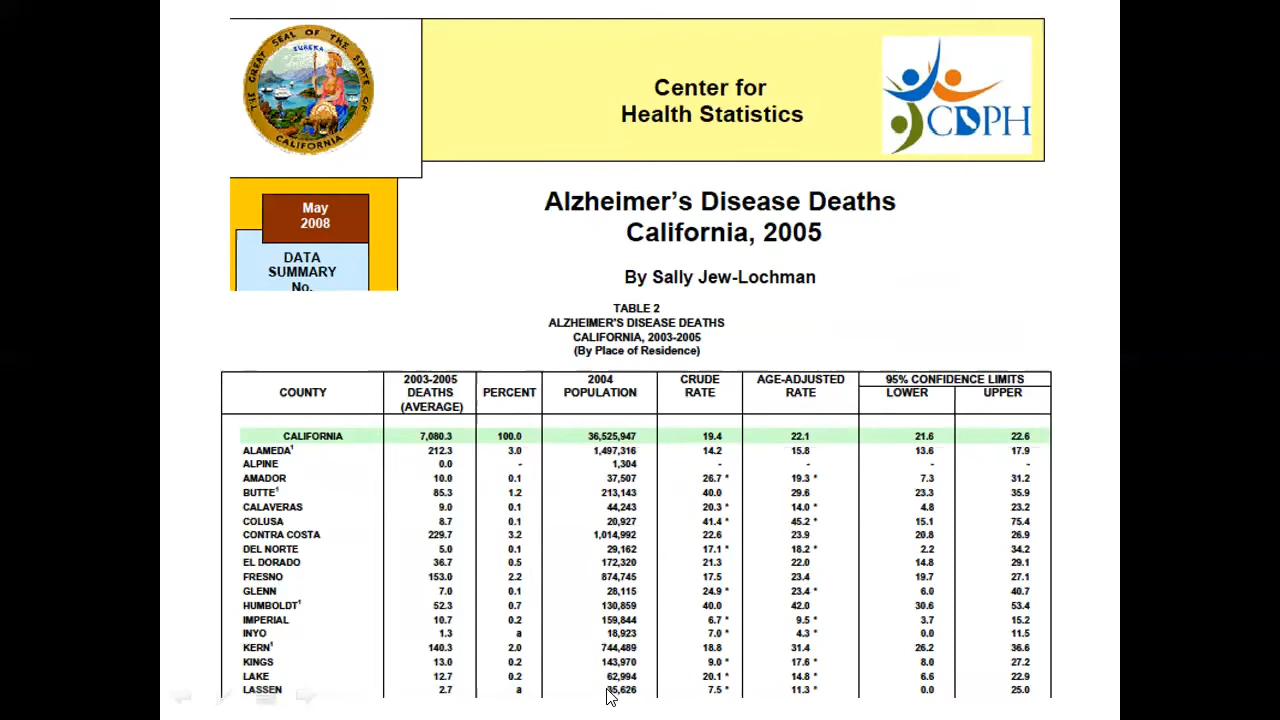 THE GREAT SEAL OF THE STATE OF CALIFORNIA
EUREKA
Center for
Health Statistics
CDPH
May
2008
DATA
SUMMARY
No.
Alzheimer's Disease Deaths
California, 2005
By Sally Jew-Lochman
TABLE 2
ALZHEIMER'S DISEASE DEATHS
CALIFORNIA, 2003-2005
(By Place of Residence)
COUNTY 2003-2005 DEATHS (AVERAGE) PERCENT 2004 POPULATION CRUDE RATE AGE-ADJUSTED RATE 95% CONFIDENCE LIMITS LOWER UPPER
CALIFORNIA 7,080.3 100.0 36,525,947 19.4 22.1 21.6 22.6
ALAMEDA¹ 212.3 3.0 1,497,316 14.2 15.8 13.6 17.9
ALPINE 0.0 - 1,304 - - - -
AMADOR 10.0 0.1 37,507 26.7 * 19.3 * 7.3 31.2
BUTTE¹ 85.3 1.2 213,143 40.0 29.6 23.3 35.9
CALAVERAS 9.0 0.1 44,243 20.3 * 14.0 * 4.8 23.2
COLUSA 8.7 0.1 20,927 41.4 * 45.2 * 15.1 75.4
CONTRA COSTA 229.7 3.2 1,014,992 22.6 23.9 20.8 26.9
DEL NORTE 5.0 0.1 29,162 17.1 * 18.2 * 2.2 34.2
EL DORADO 36.7 0.5 172,320 21.3 22.0 14.8 29.1
FRESNO 153.0 2.2 874,745 17.5 23.4 19.7 27.1
GLENN 7.0 0.1 28,115 24.9 * 23.4 * 6.0 40.7
HUMBOLDT¹ 52.3 0.7 130,859 40.0 42.0 30.6 53.4
IMPERIAL 10.7 0.2 159,844 6.7 * 9.5 * 3.7 15.2
INYO 1.3 a 18,923 7.0 * 4.3 * 0.0 11.5
KERN¹ 140.3 2.0 744,489 18.8 31.4 26.2 36.6
KINGS 13.0 0.2 143,970 9.0 * 17.6 * 8.0 27.2
LAKE 12.7 0.2 62,994 20.1 * 14.8 * 6.6 22.9
LASSEN 2.7 a 7.5 * 11.3 * 0.0 25.0